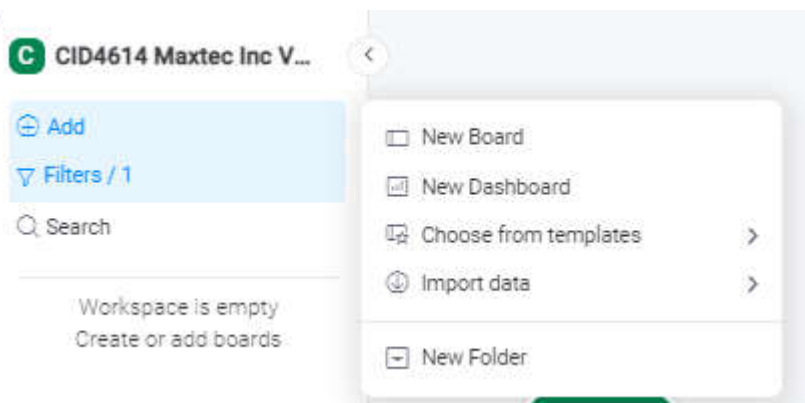 C CID4614 Maxtec Inc V...
Add
Filters / 1
Search
Workspace is empty
Create or add boards
New Board
New Dashboard
Choose from templates
Import data
New Folder